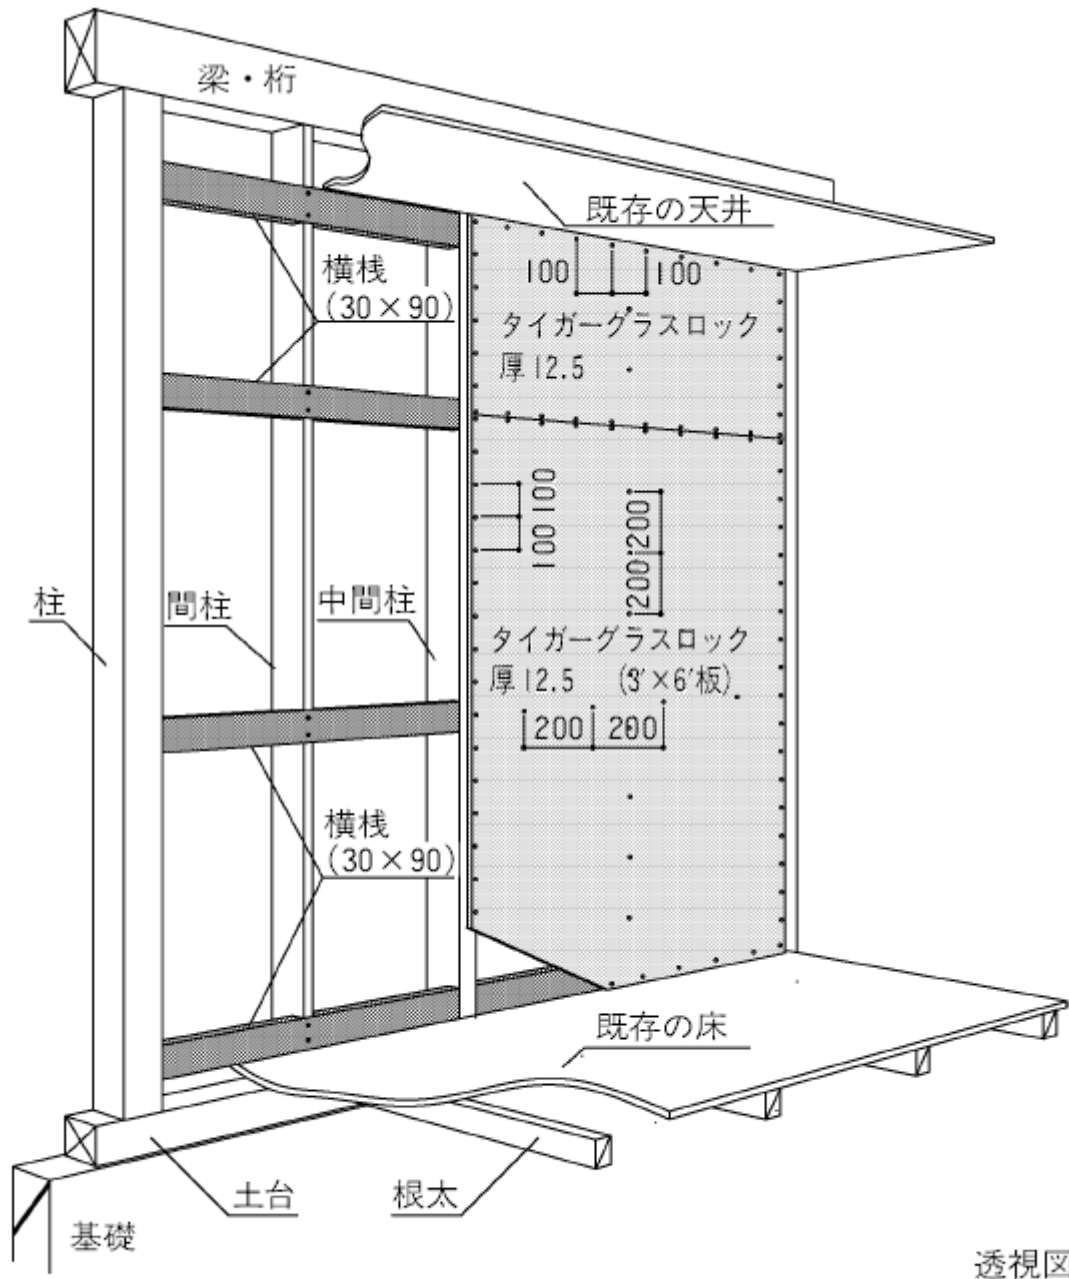 梁・桁
既存の天井
横桟
(30×90)
100
100
タイガーグラスロック
厚12.5
100
100
200
200
柱
間柱
中間柱
タイガーグラスロック
厚12.5 (3'×6'板)
200
200
横桟
(30×90)
既存の床
土台
根太
基礎
透視図